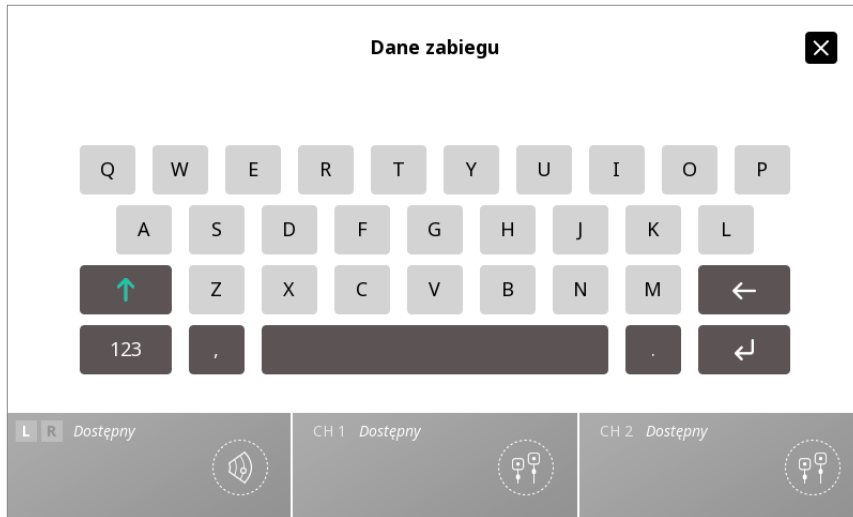 Dane zabiegu
Q W E R T Y U I O P
A S D F G H J K L
Z X C V B N M
123 , .
L R Dostępny
CH 1 Dostępny
CH 2 Dostępny